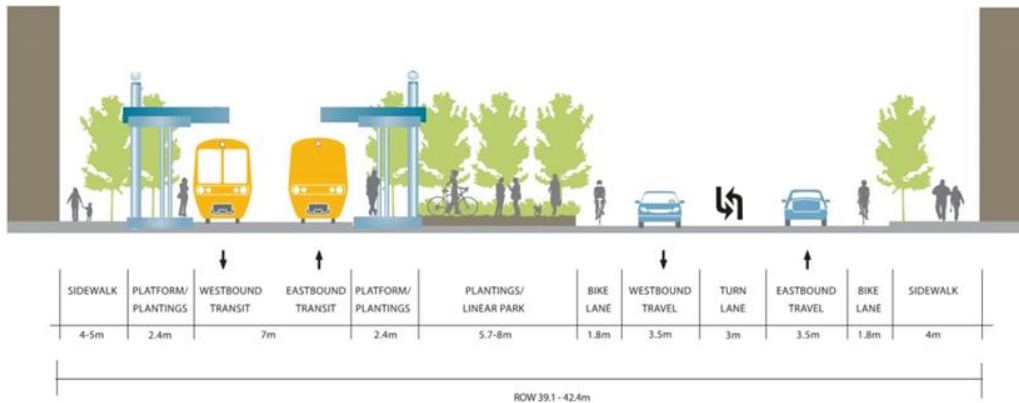 SIDEWALK
PLATFORM/
PLANTINGS
WESTBOUND
TRANSIT
EASTBOUND
TRANSIT
PLATFORM/
PLANTINGS
PLANTINGS/
LINEAR PARK
BIKE
LANE
WESTBOUND
TRAVEL
TURN
LANE
EASTBOUND
TRAVEL
BIKE
LANE
SIDEWALK
4-5m
2.4m
7m
2.4m
5.7-8m
1.8m
3.5m
3m
3.5m
1.8m
4m
ROW 39.1 - 42.4m